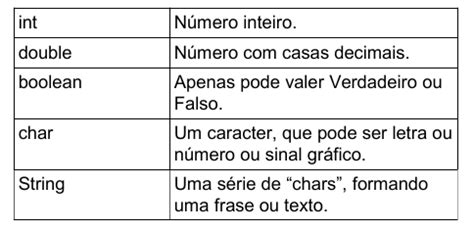 int Número inteiro.
double Número com casas decimais.
boolean Apenas pode valer Verdadeiro ou
Falso.
char Um caracter, que pode ser letra ou
número ou sinal gráfico.
String Uma série de “chars”, formando
uma frase ou texto.